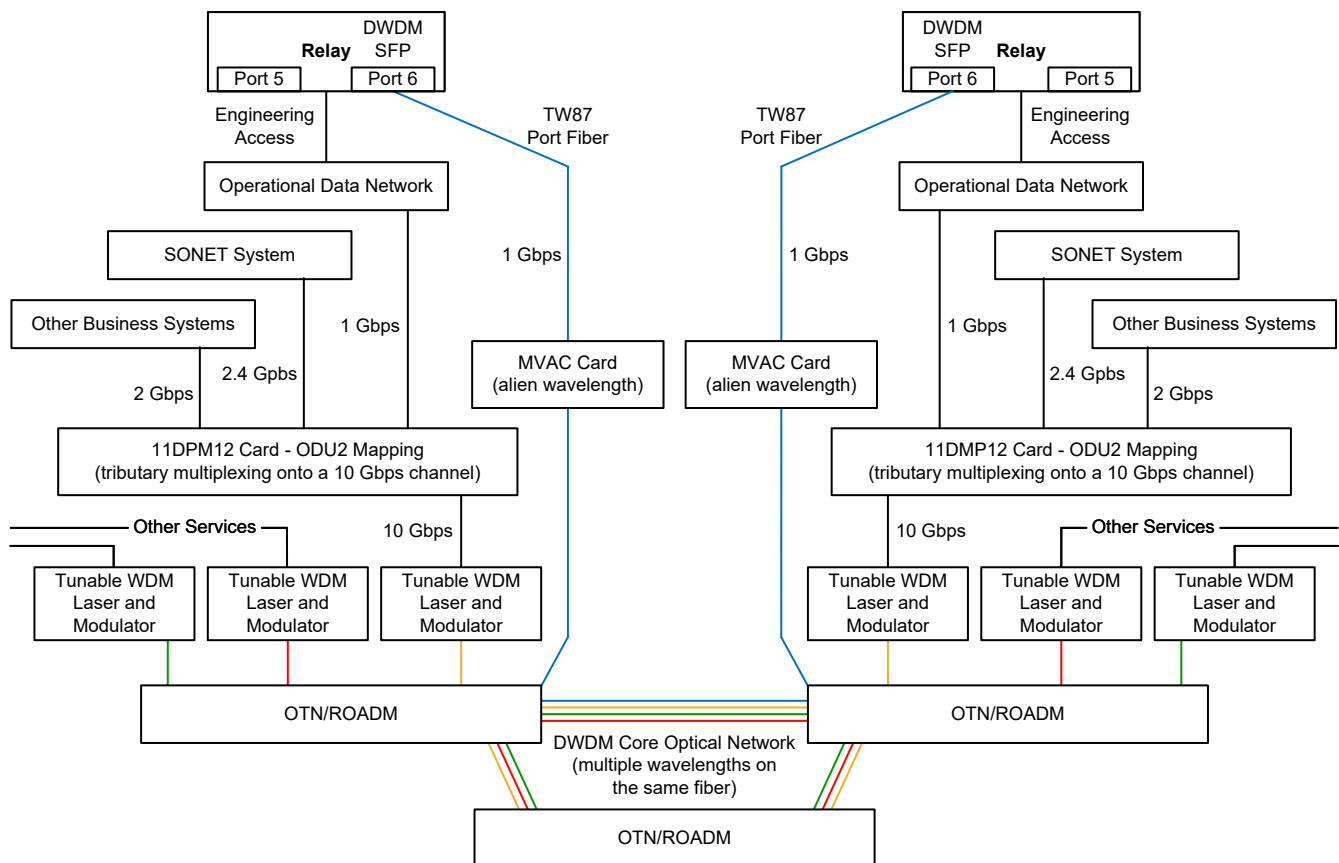 DWDM
Relay SFP
Port 5
Port 6
Engineering
Access
TW87
Port Fiber
Operational Data Network
SONET System
1 Gbps
Other Business Systems
1 Gbps
2.4 Gpbs
2 Gbps
MVAC Card
(alien wavelength)
11DPM12 Card - ODU2 Mapping
(tributary multiplexing onto a 10 Gbps channel)
Other Services
10 Gbps
Tunable WDM
Laser and
Modulator
Tunable WDM
Laser and
Modulator
Tunable WDM
Laser and
Modulator
OTN/ROADM
DWDM
SFP Relay
Port 6
Port 5
TW87
Port Fiber
Engineering
Access
Operational Data Network
SONET System
1 Gbps
Other Business Systems
1 Gbps
2.4 Gpbs
2 Gbps
MVAC Card
(alien wavelength)
11DMP12 Card - ODU2 Mapping
(tributary multiplexing onto a 10 Gbps channel)
10 Gbps
Other Services
Tunable WDM
Laser and
Modulator
Tunable WDM
Laser and
Modulator
Tunable WDM
Laser and
Modulator
OTN/ROADM
DWDM Core Optical Network
(multiple wavelengths on
the same fiber)
OTN/ROADM